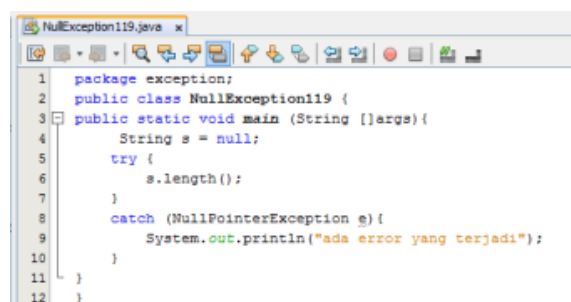 NullException119.java x
1 package exception;
2 public class NullException119 {
3 public static void main (String []args){
4 String s = null;
5 try {
6 s.length();
7 }
8 catch (NullPointerException e){
9 System.out.println("ada error yang terjadi");
10 }
11 }
12 }